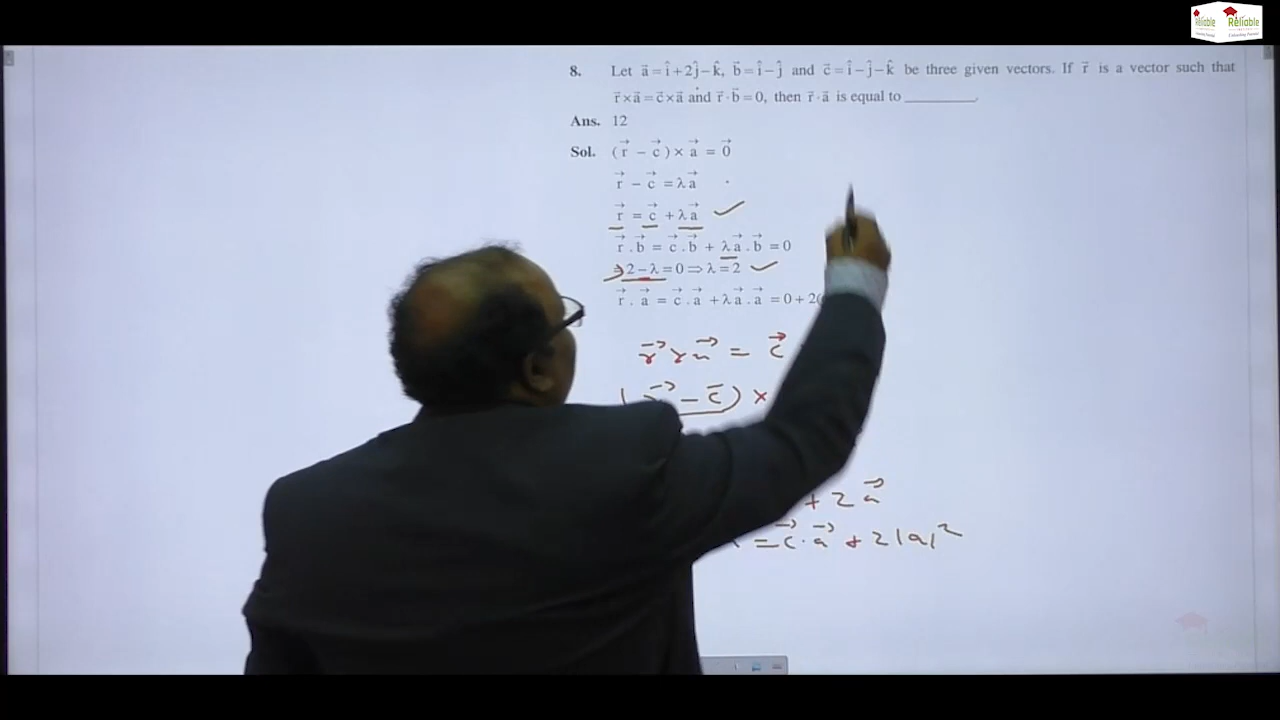 Reliable Reliable
8. Let a⃗ = î + 2ĵ − k̂, b⃗ = î − ĵ and c⃗ = î − ĵ − k̂ be three given vectors. If r⃗ is a vector such that
r⃗ × a⃗ = c⃗ × a⃗ and r⃗ · b⃗ = 0, then r⃗ · a⃗ is equal to ________.
Ans. 12
Sol. (r⃗ − c⃗) × a⃗ = 0⃗
r⃗ − c⃗ = λa⃗
r⃗ = c⃗ + λa⃗
r⃗ . b⃗ = c⃗ . b⃗ + λa⃗ . b⃗ = 0
2 − λ = 0 ⇒ λ = 2
r⃗ . a⃗ = c⃗ . a⃗ + λa⃗ . a⃗ = 0 + 2(
r⃗ × a⃗ = c⃗
( r⃗ − c̄ ) ×
+ 2 a⃗
= c⃗ · a⃗ + 2|a|²